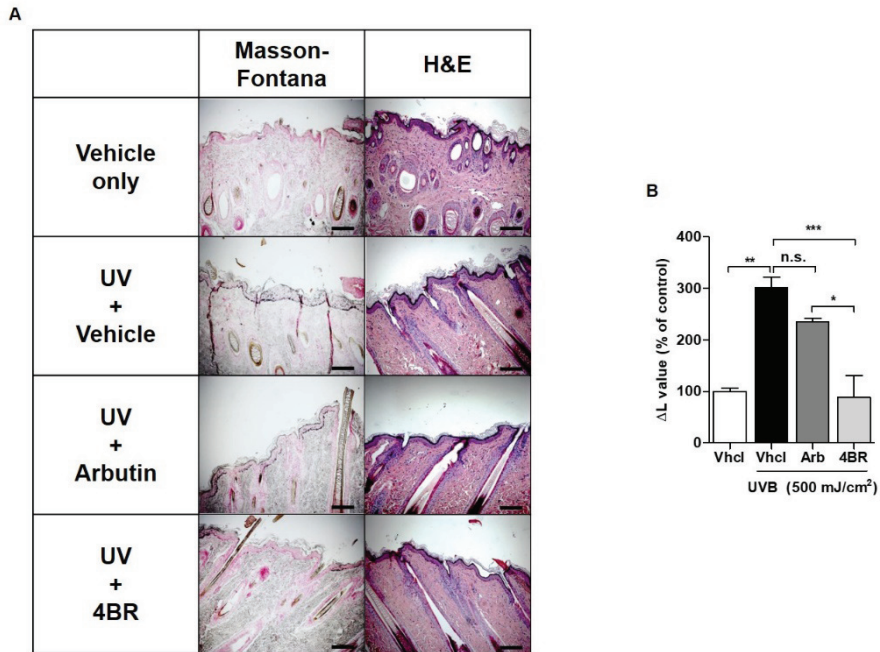 A
Masson-
Fontana
H&E
Vehicle
only
UV
+
Vehicle
UV
+
Arbutin
UV
+
4BR
B
***
**
n.s.
*
400
300
200
100
0
ΔL value (% of control)
Vhcl Vhcl Arb 4BR
UVB (500 mJ/cm²)